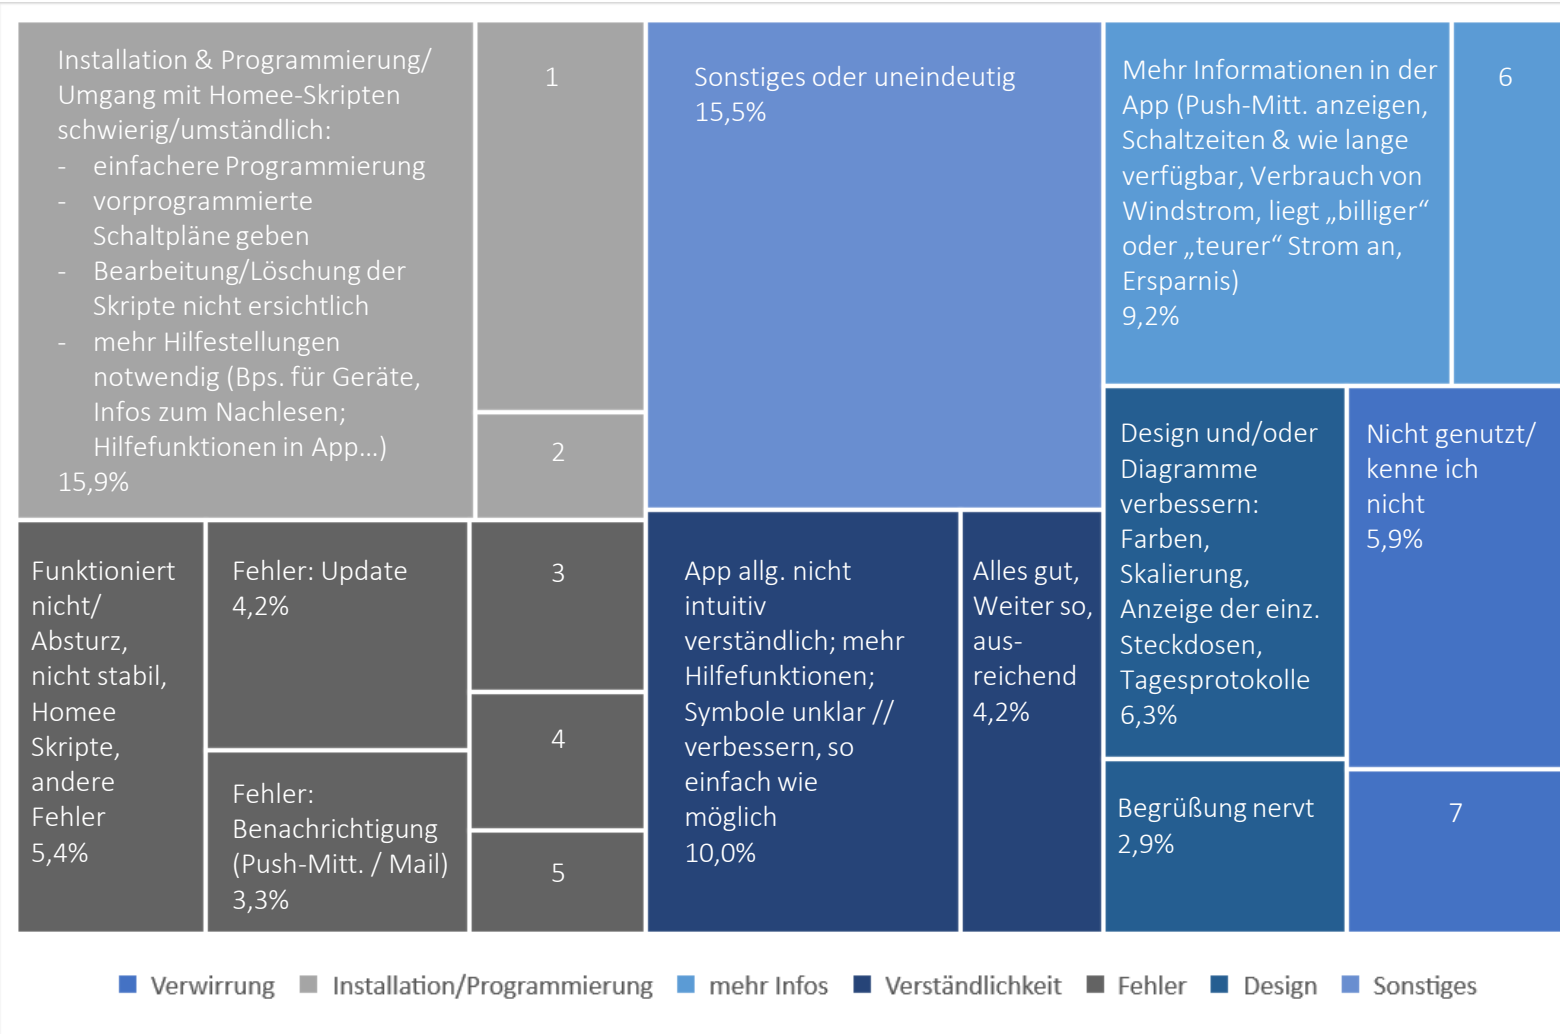 Installation & Programmierung/
Umgang mit Homee-Skripten
schwierig/umständlich:
- einfachere Programmierung
- vorprogrammierte
Schaltpläne geben
- Bearbeitung/Löschung der
Skripte nicht ersichtlich
- mehr Hilfestellungen
notwendig (Bps. für Geräte,
Infos zum Nachlesen;
Hilfefunktionen in App...)
15,9%
1
2
Funktioniert
nicht/
Absturz,
nicht stabil,
Homee
Skripte,
andere
Fehler
5,4%
Fehler: Update
4,2%
Fehler:
Benachrichtigung
(Push-Mitt. / Mail)
3,3%
3
4
5
Sonstiges oder uneindeutig
15,5%
App allg. nicht
intuitiv
verständlich; mehr
Hilfefunktionen;
Symbole unklar //
verbessern, so
einfach wie
möglich
10,0%
Alles gut,
Weiter so,
aus-
reichend
4,2%
Mehr Informationen in der
App (Push-Mitt. anzeigen,
Schaltzeiten & wie lange
verfügbar, Verbrauch von
Windstrom, liegt „billiger“
oder „teurer“ Strom an,
Ersparnis)
9,2%
6
Design und/oder
Diagramme
verbessern:
Farben,
Skalierung,
Anzeige der einz.
Steckdosen,
Tagesprotokolle
6,3%
Begrüßung nervt
2,9%
Nicht genutzt/
kenne ich
nicht
5,9%
7
Verwirrung Installation/Programmierung mehr Infos Verständlichkeit Fehler Design Sonstiges